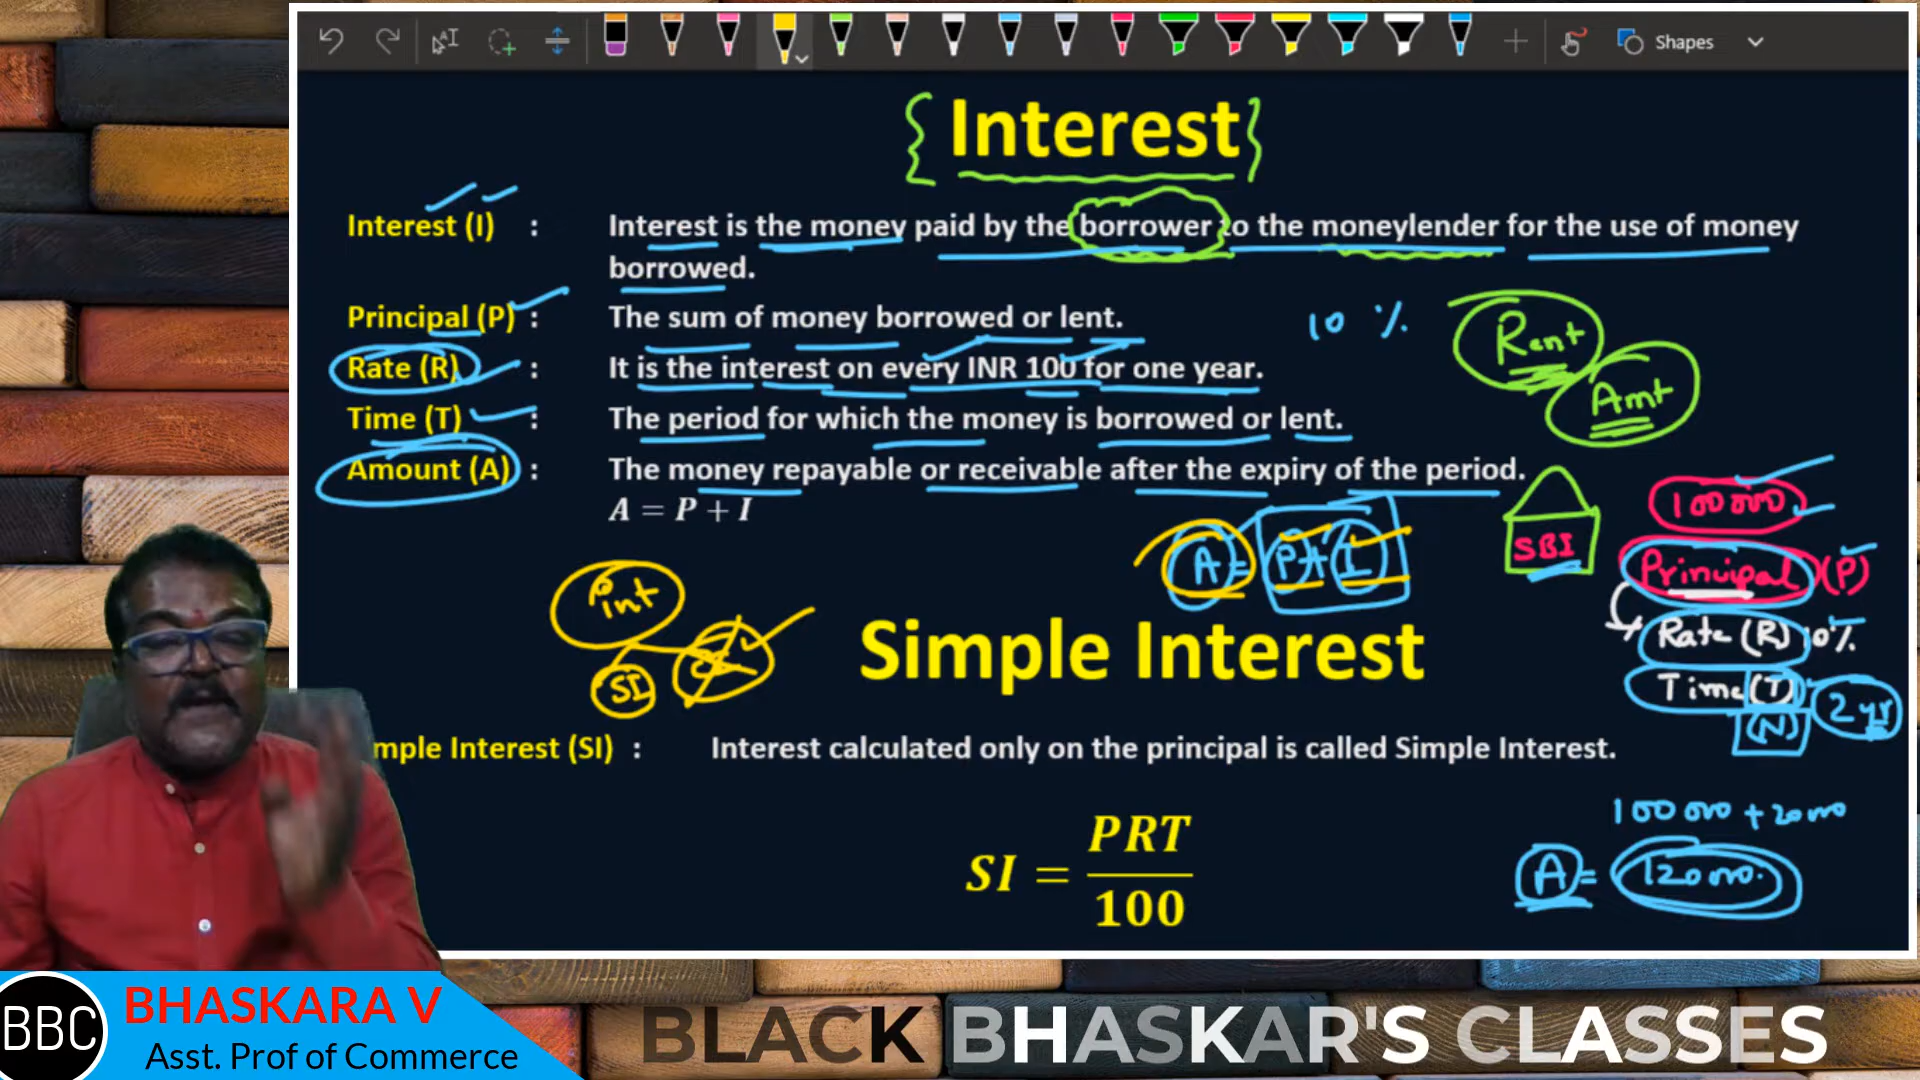 Shapes
Interest
Interest (I) : Interest is the money paid by the borrower to the moneylender for the use of money
borrowed.
Principal (P) : The sum of money borrowed or lent.
10 %
Rent
Rate (R) : It is the interest on every INR 100 for one year.
Amt
Time (T) : The period for which the money is borrowed or lent.
Amount (A) : The money repayable or receivable after the expiry of the period.
A = P + I
A = P + I
SBI
100000
Principal (P)
Rate (R) 10%
Time (T) 2 yr
(N)
Int
SI
Simple Interest
mple Interest (SI) : Interest calculated only on the principal is called Simple Interest.
SI = PRT
100
100000 + 20000
A = 120000.
BBC
BHASKARA V
Asst. Prof of Commerce
BLACK BHASKAR'S CLASSES